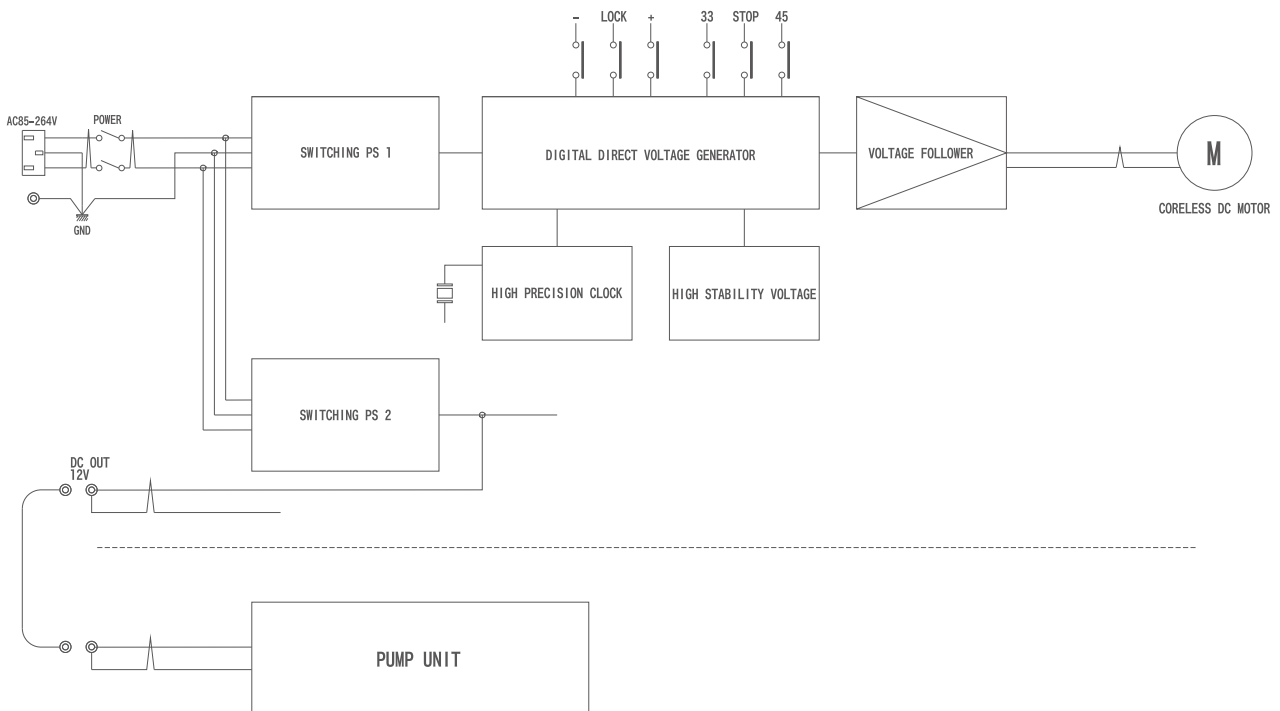 - LOCK + 33 STOP 45
AC85-264V
POWER
SWITCHING PS 1
DIGITAL DIRECT VOLTAGE GENERATOR
VOLTAGE FOLLOWER
M
CORELESS DC MOTOR
GND
HIGH PRECISION CLOCK
HIGH STABILITY VOLTAGE
SWITCHING PS 2
DC OUT
12V
PUMP UNIT